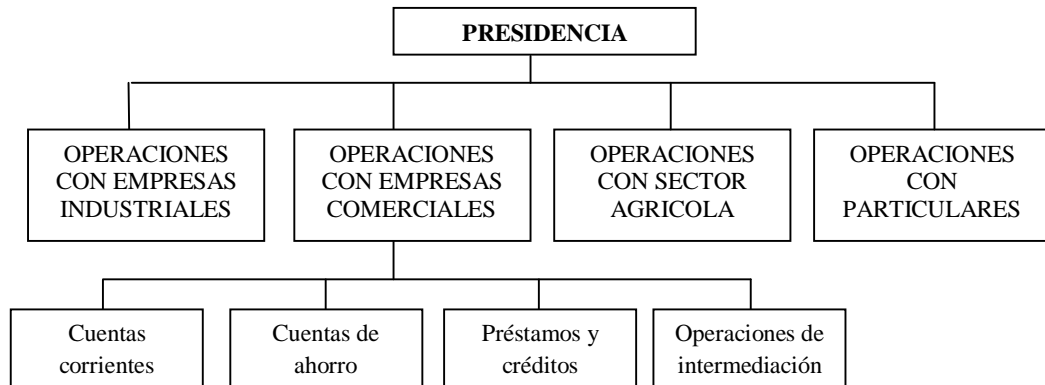 PRESIDENCIA
OPERACIONES
CON EMPRESAS
INDUSTRIALES
OPERACIONES
CON EMPRESAS
COMERCIALES
OPERACIONES
CON SECTOR
AGRICOLA
OPERACIONES
CON
PARTICULARES
Cuentas
corrientes
Cuentas de
ahorro
Préstamos y
créditos
Operaciones de
intermediación